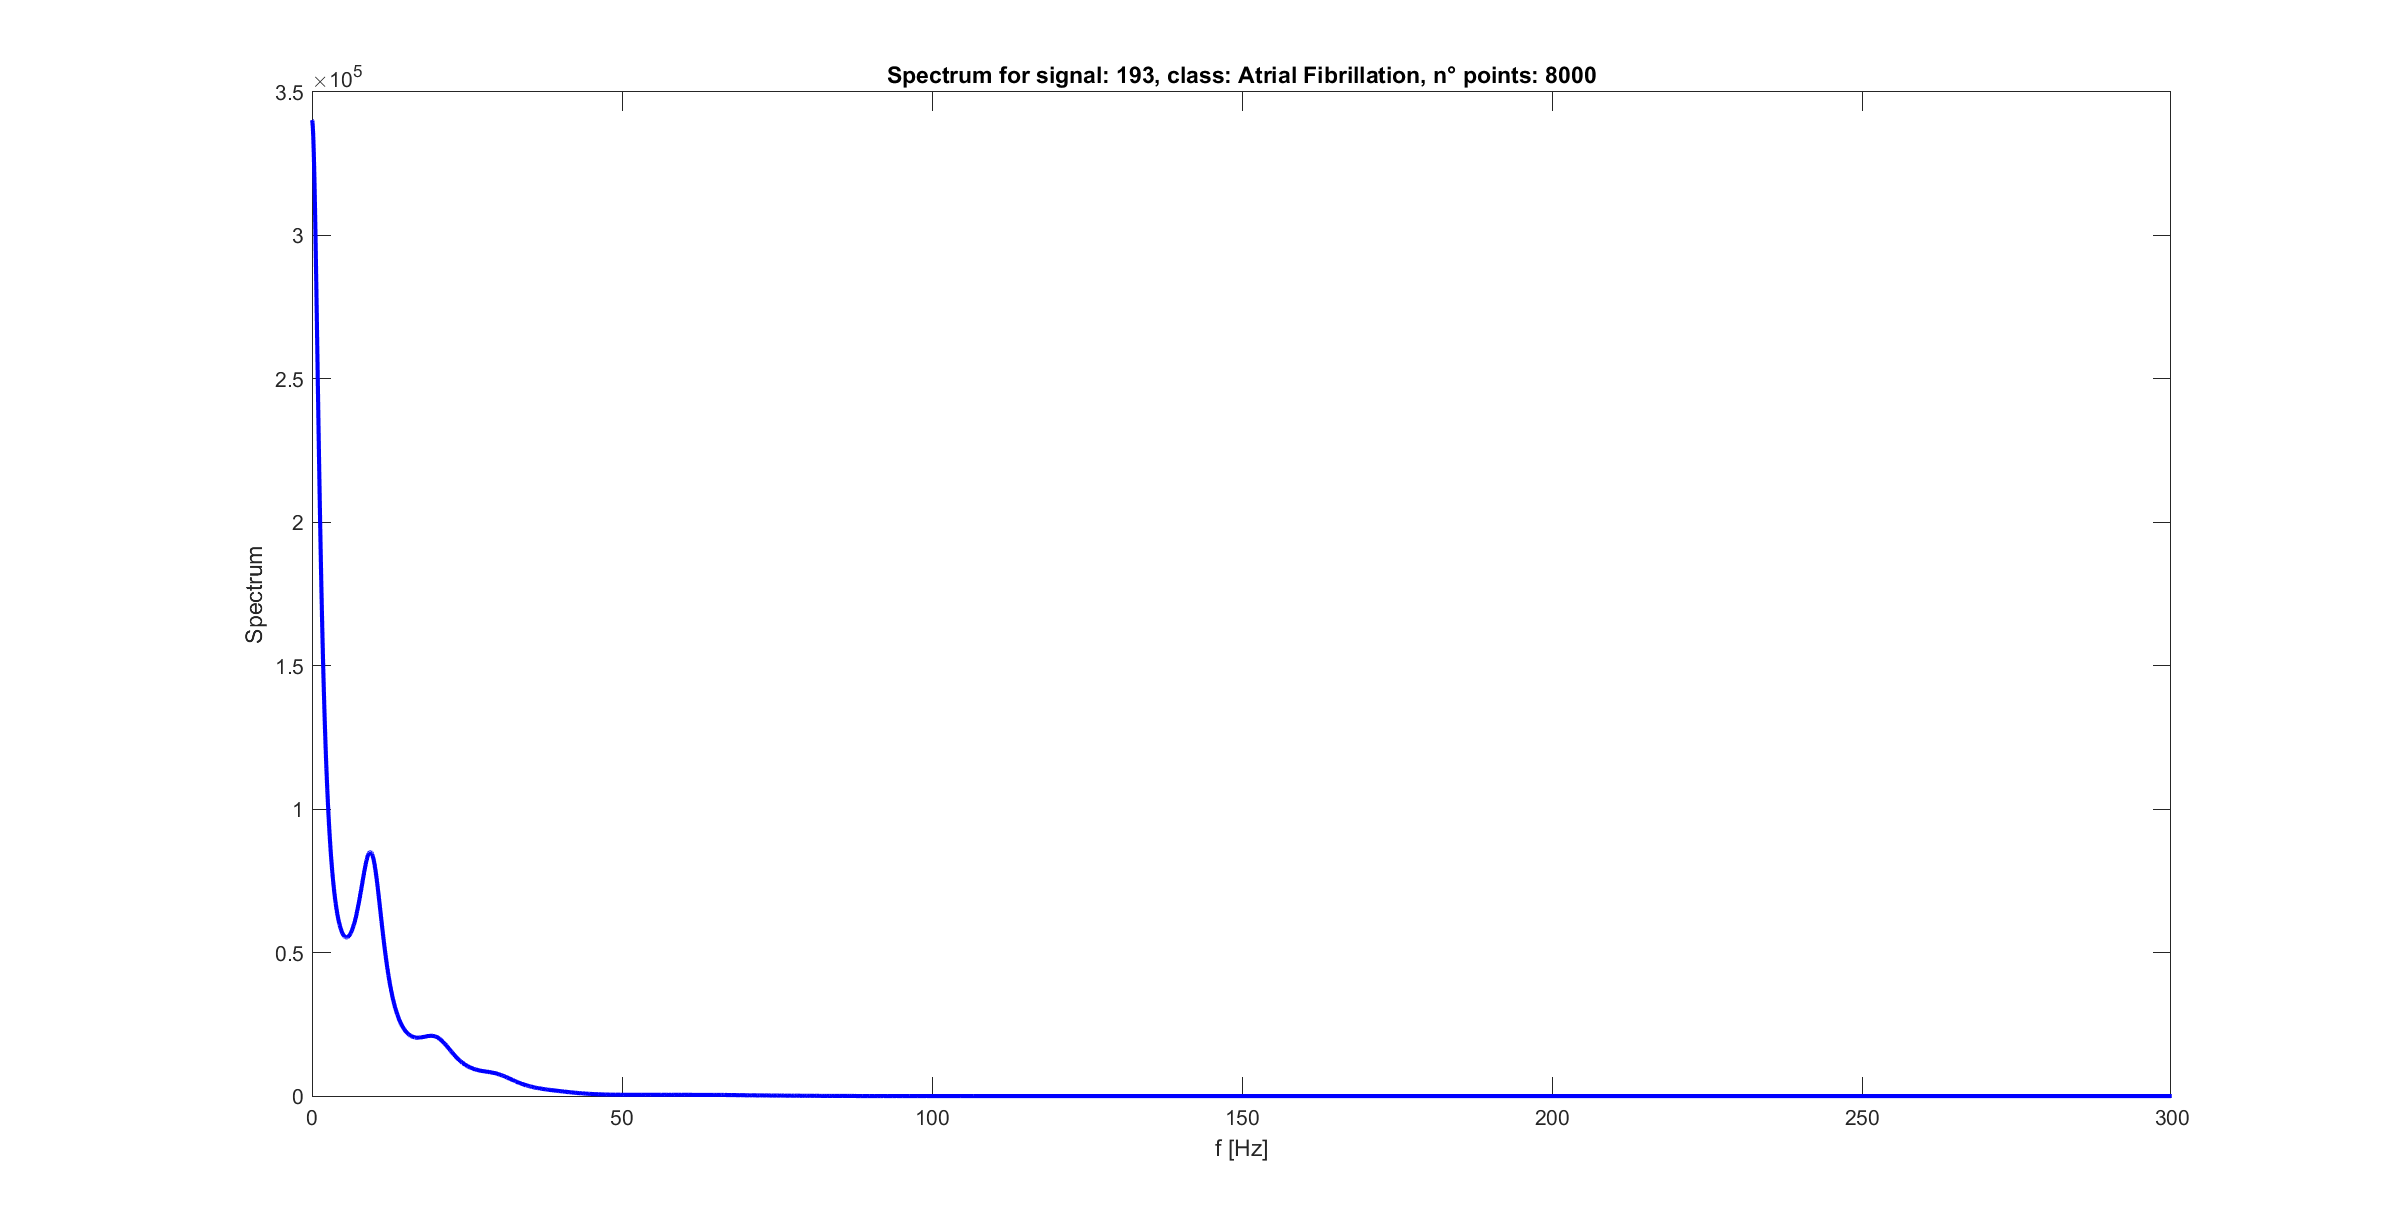 Spectrum for signal: 193, class: Atrial Fibrillation, n° points: 8000
×10⁵
3.5
3
2.5
2
1.5
1
0.5
0
Spectrum
0 50 100 150 200 250 300
f [Hz]